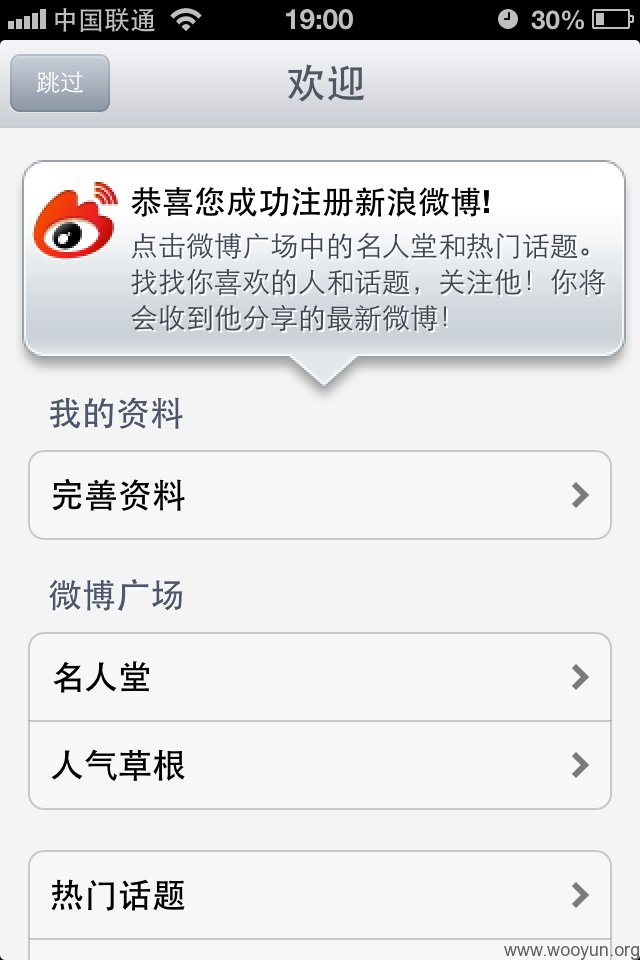 中国联通 19:00 30%
跳过 欢迎
恭喜您成功注册新浪微博!
点击微博广场中的名人堂和热门话题。
找找你喜欢的人和话题，关注他！你将
会收到他分享的最新微博！
我的资料
完善资料
微博广场
名人堂
人气草根
热门话题
www.wooyun.org